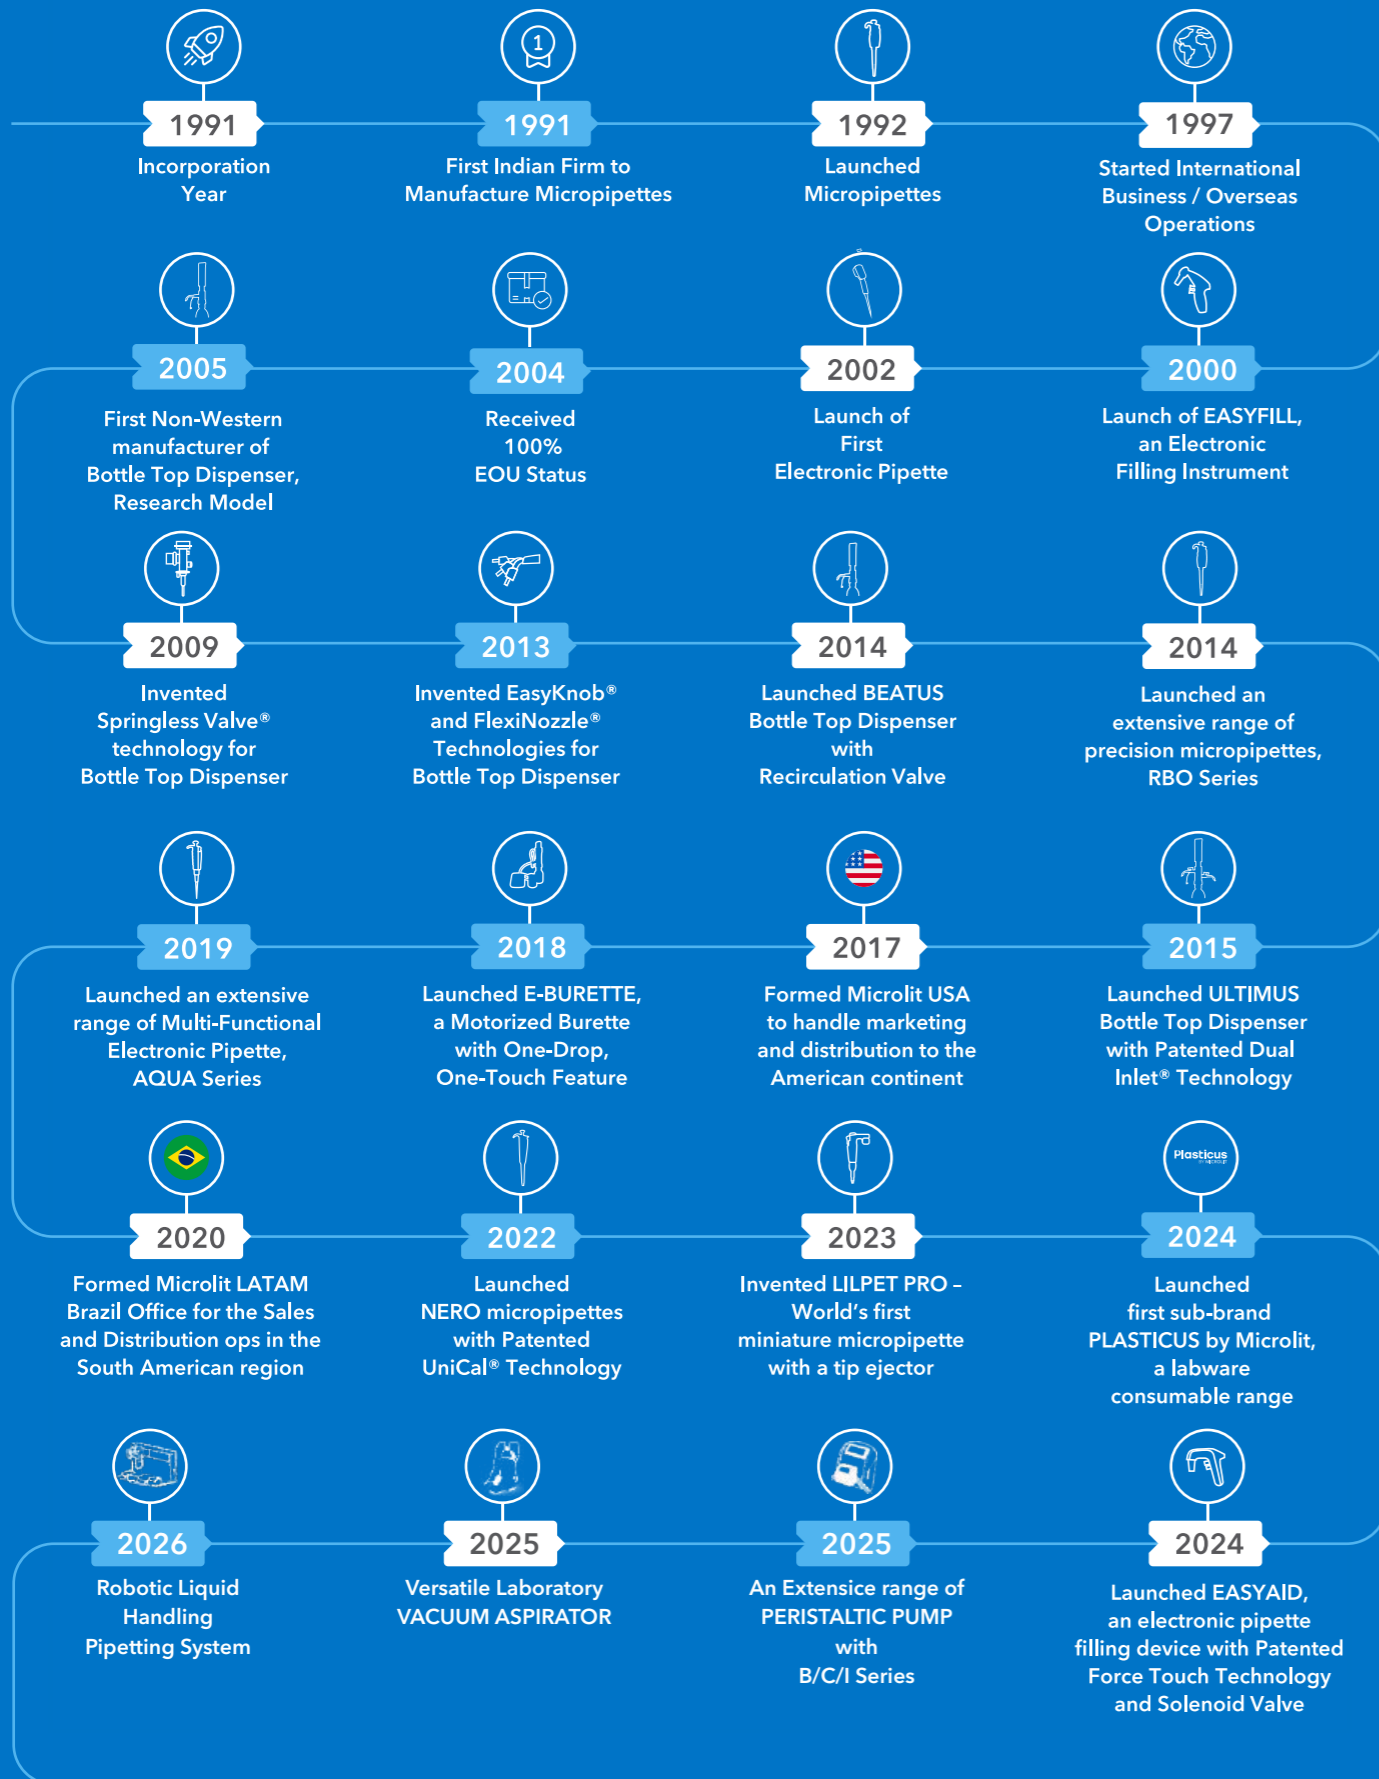 1
1991
Incorporation
Year
1991
First Indian Firm to
Manufacture Micropipettes
1992
Launched
Micropipettes
1997
Started International
Business / Overseas
Operations
2005
First Non-Western
manufacturer of
Bottle Top Dispenser,
Research Model
2004
Received
100%
EOU Status
2002
Launch of
First
Electronic Pipette
2000
Launch of EASYFILL,
an Electronic
Filling Instrument
2009
Invented
Springless Valve®
technology for
Bottle Top Dispenser
2013
Invented EasyKnob®
and FlexiNozzle®
Technologies for
Bottle Top Dispenser
2014
Launched BEATUS
Bottle Top Dispenser
with
Recirculation Valve
2014
Launched an
extensive range of
precision micropipettes,
RBO Series
2019
Launched an extensive
range of Multi-Functional
Electronic Pipette,
AQUA Series
2018
Launched E-BURETTE,
a Motorized Burette
with One-Drop,
One-Touch Feature
2017
Formed Microlit USA
to handle marketing
and distribution to the
American continent
2015
Launched ULTIMUS
Bottle Top Dispenser
with Patented Dual
Inlet® Technology
2020
Formed Microlit LATAM
Brazil Office for the Sales
and Distribution ops in the
South American region
2022
Launched
NERO micropipettes
with Patented
UniCal® Technology
2023
Invented LILPET PRO –
World's first
miniature micropipette
with a tip ejector
Plasticus
BY MICROLIT
2024
Launched
first sub-brand
PLASTICUS by Microlit,
a labware
consumable range
2026
Robotic Liquid
Handling
Pipetting System
2025
Versatile Laboratory
VACUUM ASPIRATOR
2025
An Extensice range of
PERISTALTIC PUMP
with
B/C/I Series
2024
Launched EASYAID,
an electronic pipette
filling device with Patented
Force Touch Technology
and Solenoid Valve